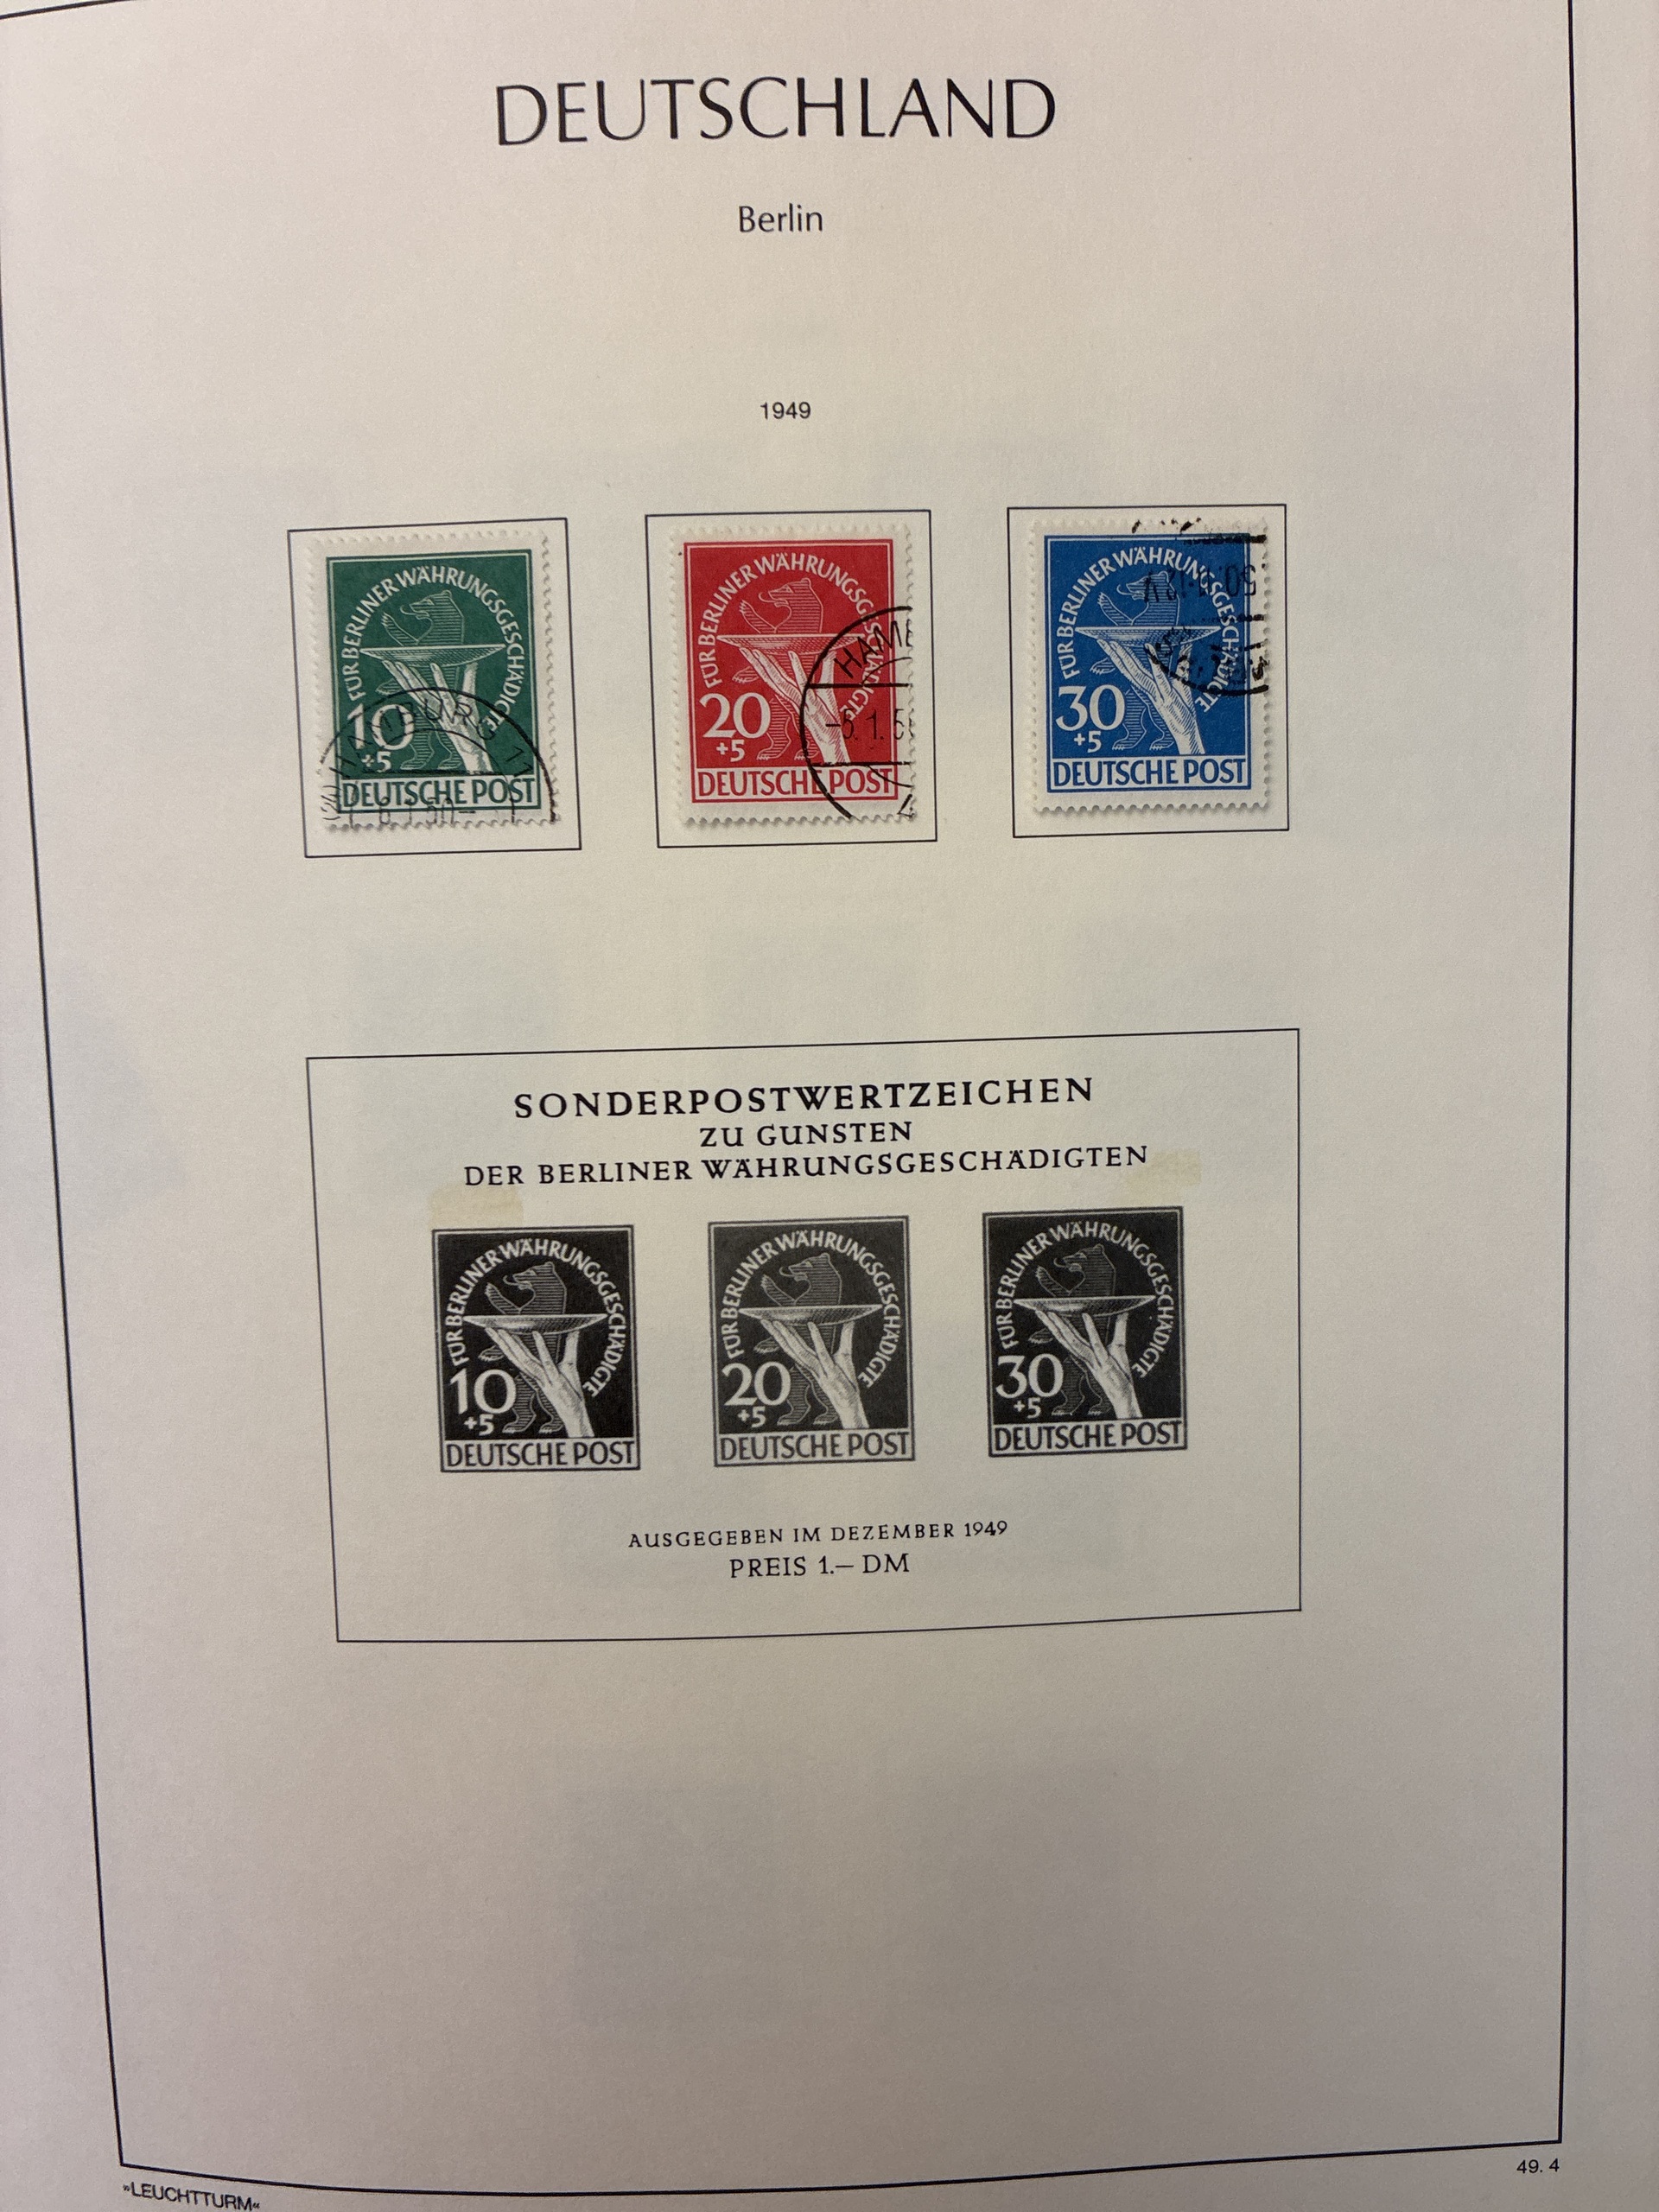 DEUTSCHLAND
Berlin
1949
FÜR BERLINER WÄHRUNGSGESCHÄDIGTE
10
+5
DEUTSCHE POST
HAMBURG 11
FÜR BERLINER WÄHRUNGSGESCHÄDIGTE
20
+5
DEUTSCHE POST
FÜR BERLINER WÄHRUNGSGESCHÄDIGTE
30
+5
DEUTSCHE POST
SONDERPOSTWERTZEICHEN
ZU GUNSTEN
DER BERLINER WÄHRUNGSGESCHÄDIGTEN
FÜR BERLINER WÄHRUNGSGESCHÄDIGTE
10
+5
DEUTSCHE POST
FÜR BERLINER WÄHRUNGSGESCHÄDIGTE
20
+5
DEUTSCHE POST
FÜR BERLINER WÄHRUNGSGESCHÄDIGTE
30
+5
DEUTSCHE POST
AUSGEGEBEN IM DEZEMBER 1949
PREIS 1.— DM
»LEUCHTTURM«
49. 4